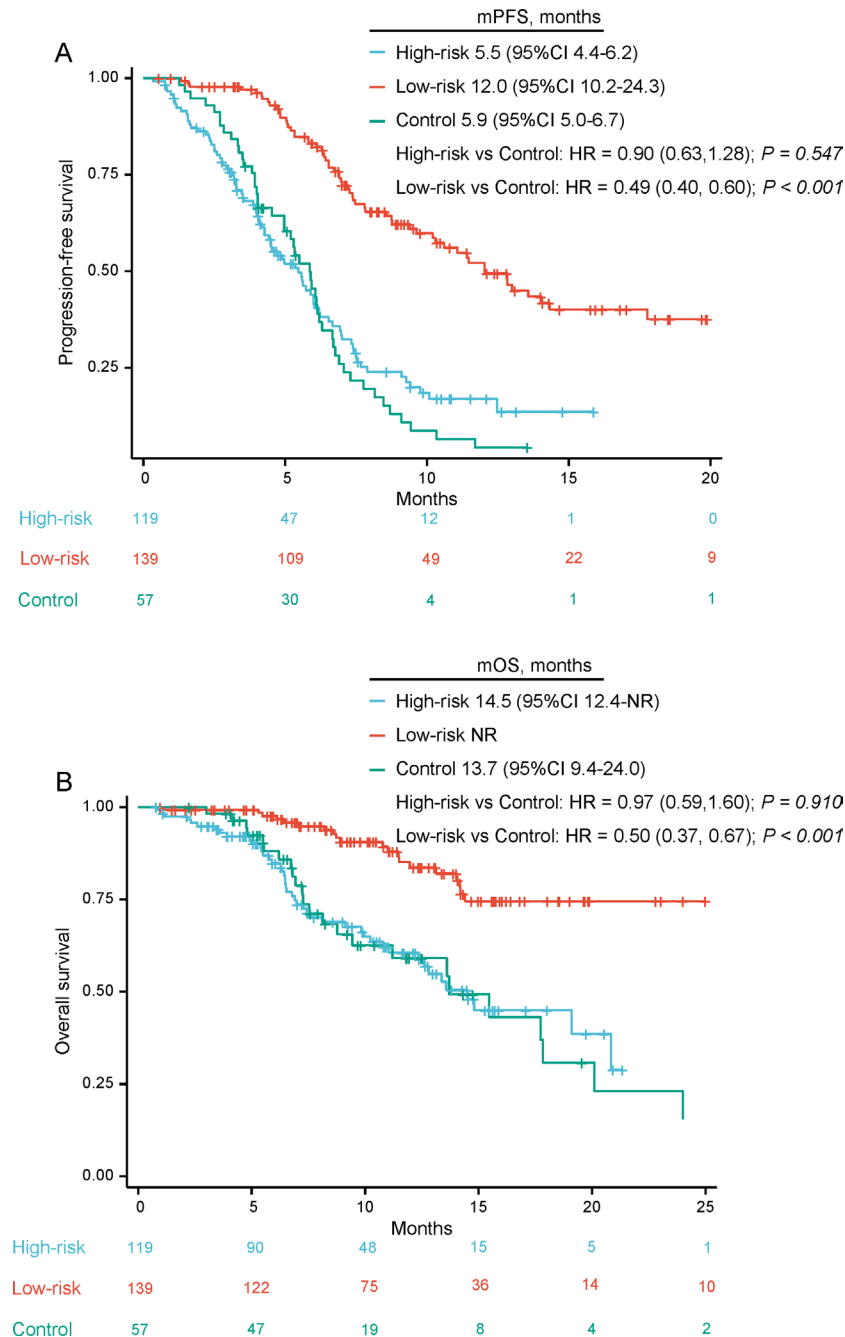 mPFS, months
A
High-risk 5.5 (95%CI 4.4-6.2)
Low-risk 12.0 (95%CI 10.2-24.3)
Control 5.9 (95%CI 5.0-6.7)
High-risk vs Control: HR = 0.90 (0.63,1.28); P = 0.547
Low-risk vs Control: HR = 0.49 (0.40, 0.60); P < 0.001
Progression-free survival
1.00
0.75
0.50
0.25
0 5 10 15 20
Months
High-risk 119 47 12 1 0
Low-risk 139 109 49 22 9
Control 57 30 4 1 1
mOS, months
High-risk 14.5 (95%CI 12.4-NR)
Low-risk NR
B
Control 13.7 (95%CI 9.4-24.0)
High-risk vs Control: HR = 0.97 (0.59,1.60); P = 0.910
Low-risk vs Control: HR = 0.50 (0.37, 0.67); P < 0.001
Overall survival
1.00
0.75
0.50
0.25
0.00
0 5 10 15 20 25
Months
High-risk 119 90 48 15 5 1
Low-risk 139 122 75 36 14 10
Control 57 47 19 8 4 2